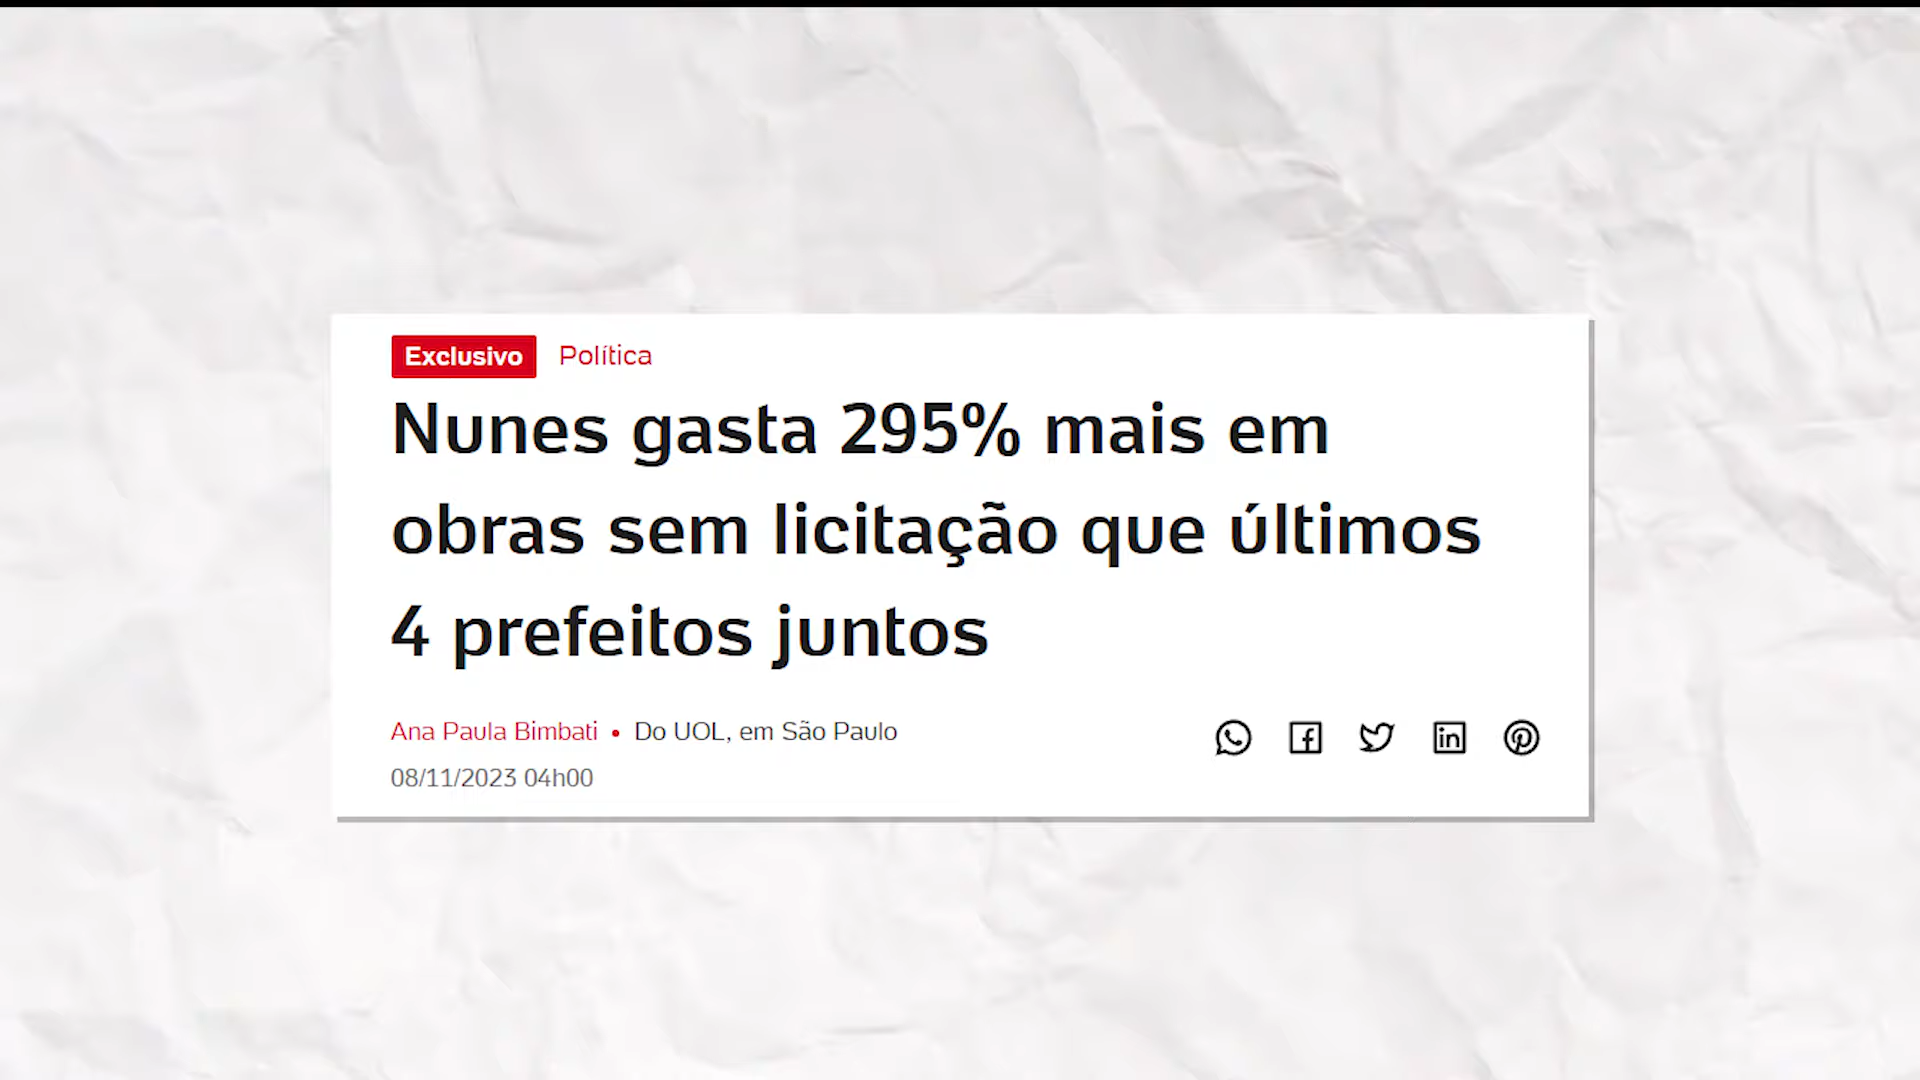 Exclusivo Política
Nunes gasta 295% mais em
obras sem licitação que últimos
4 prefeitos juntos
Ana Paula Bimbati • Do UOL, em São Paulo
08/11/2023 04h00